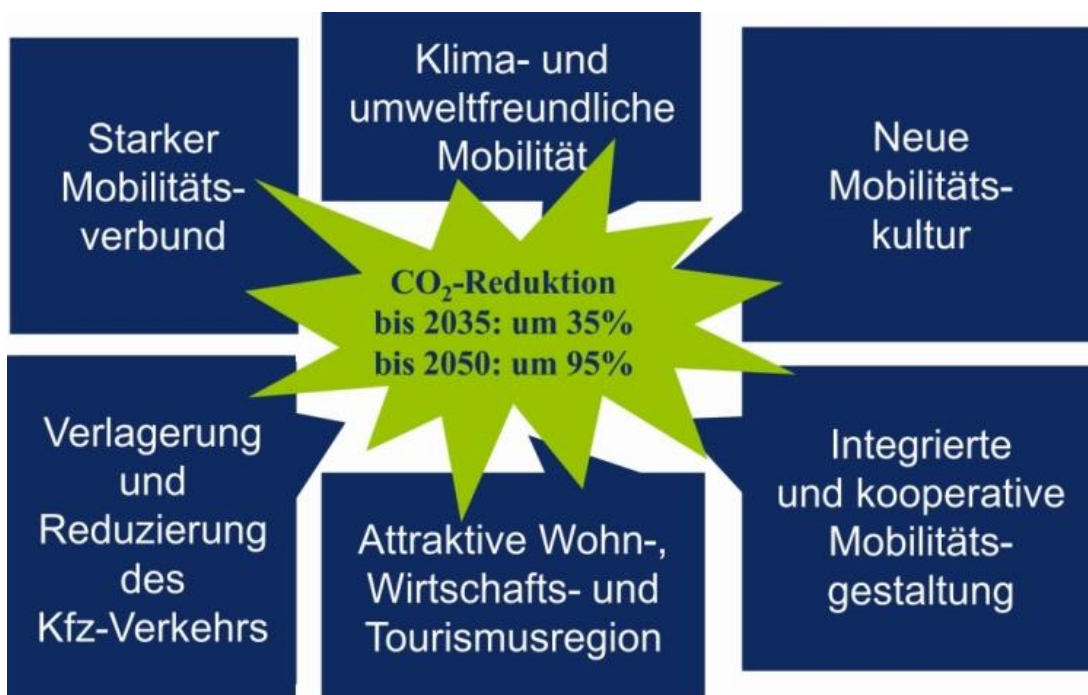 Starker
Mobilitäts-
verbund
Klima- und
umweltfreundliche
Mobilität
Neue
Mobilitäts-
kultur
CO₂-Reduktion
bis 2035: um 35%
bis 2050: um 95%
Verlagerung
und
Reduzierung
des
Kfz-Verkehrs
Attraktive Wohn-,
Wirtschafts- und
Tourismusregion
Integrierte
und kooperative
Mobilitäts-
gestaltung